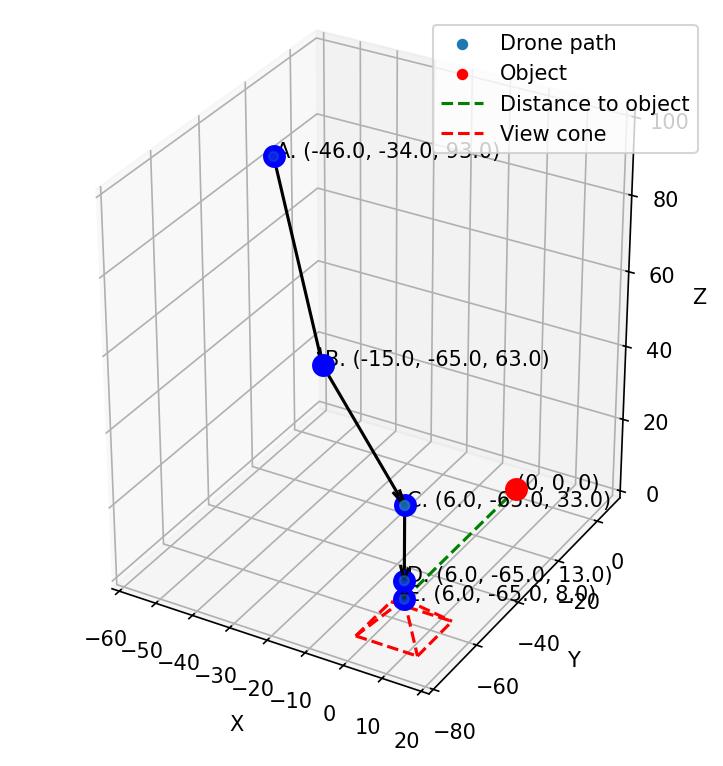 Drone path
Object
Distance to object
View cone
A. (-46.0, -34.0, 93.0)
B. (-15.0, -65.0, 63.0)
(0, 0, 0)
C. (6.0, -65.0, 33.0)
D. (6.0, -65.0, 13.0)
E. (6.0, -65.0, 8.0)
100
80
60
40
20
0
Z
0
−20
−40
−60
−80
Y
−60
−50
−40
−30
−20
−10
0
10
20
X